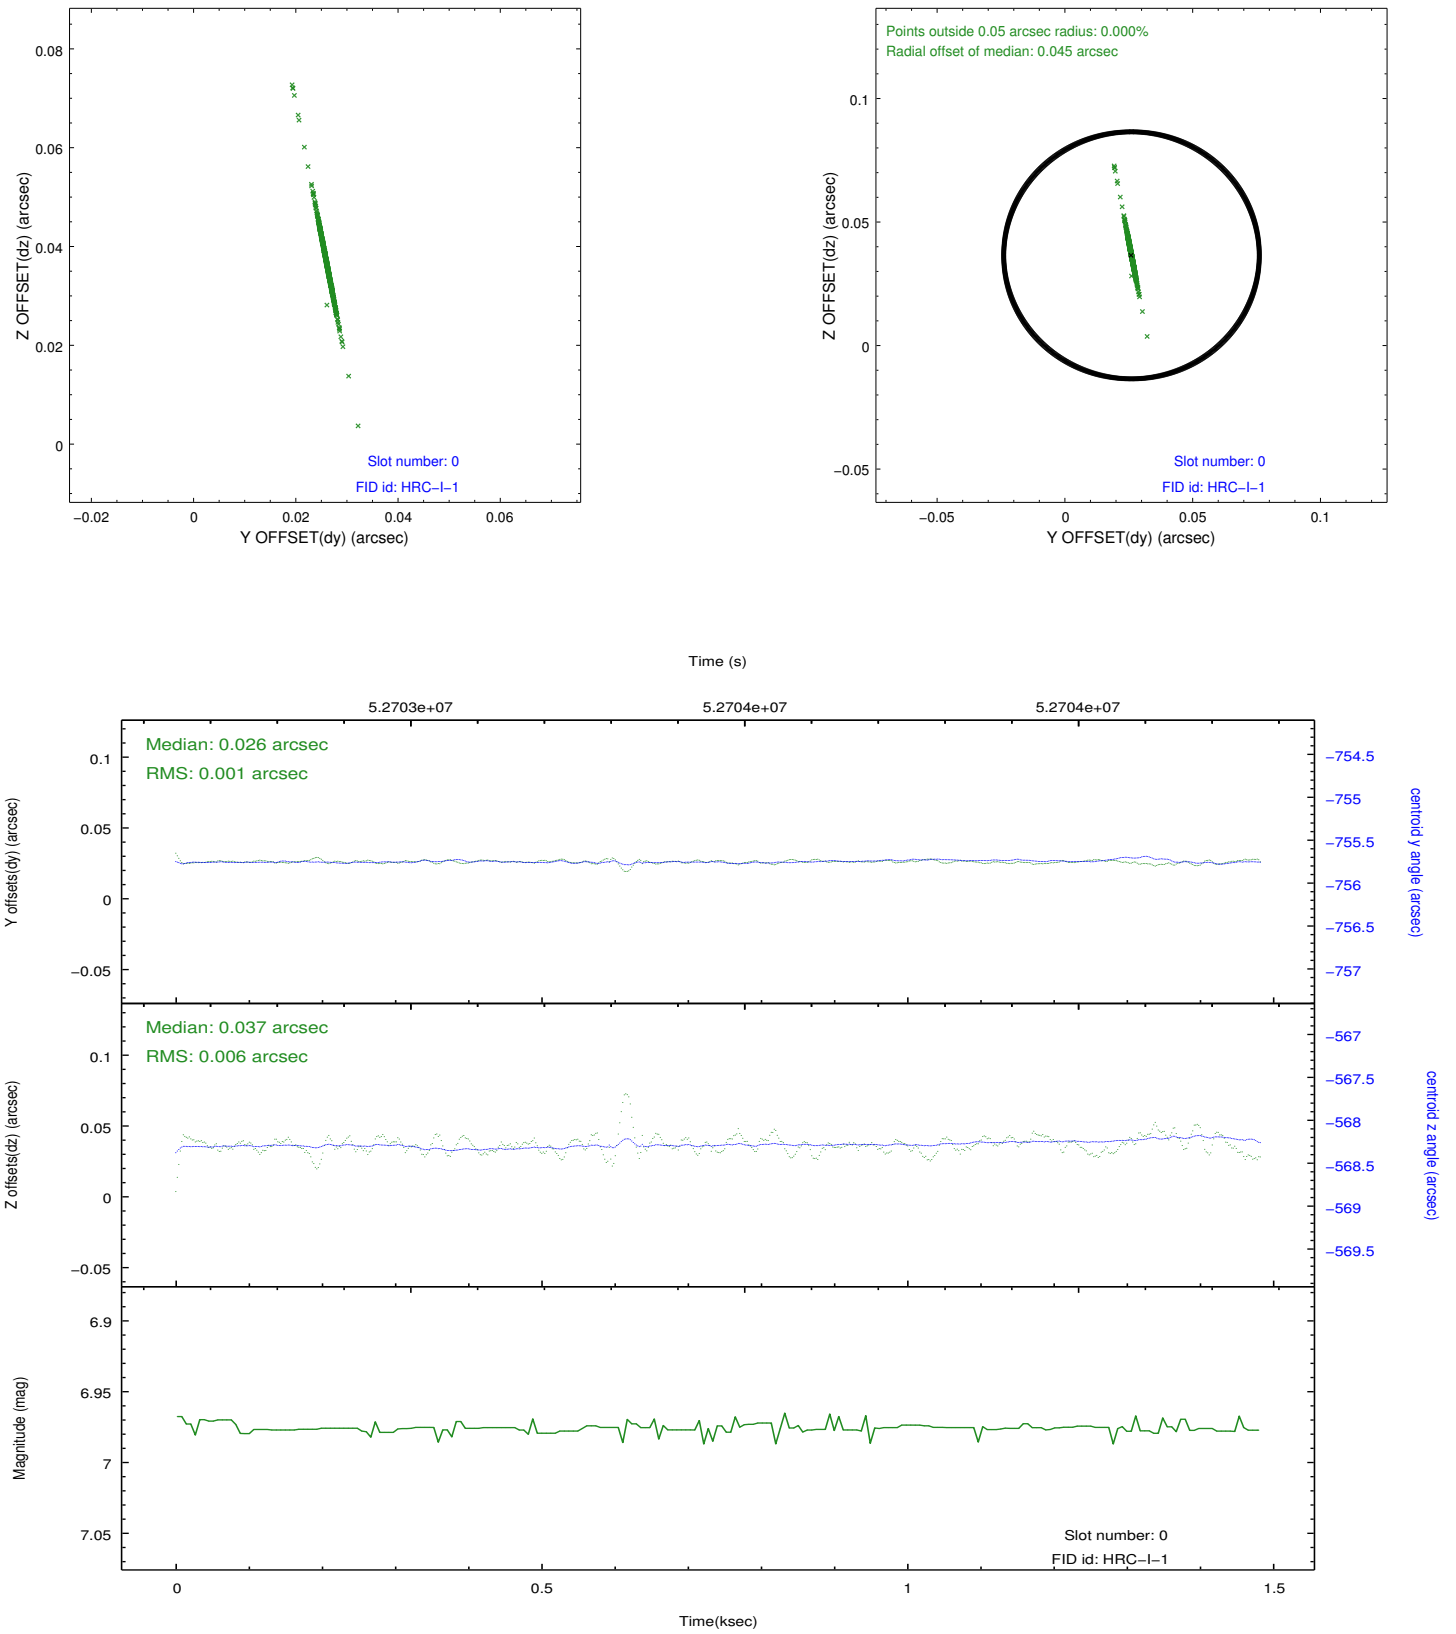 0.08
0.06
0.04
0.02
0
−0.02
0
0.02
0.04
0.06
Z OFFSET(dz) (arcsec)
Y OFFSET(dy) (arcsec)
Slot number: 0
FID id: HRC−I−1
Points outside 0.05 arcsec radius: 0.000%
Radial offset of median: 0.045 arcsec
0.1
0.05
0
−0.05
−0.05
0
0.05
0.1
Z OFFSET(dz) (arcsec)
Y OFFSET(dy) (arcsec)
Slot number: 0
FID id: HRC−I−1
Time (s)
5.2703e+07
5.2704e+07
5.2704e+07
Median: 0.026 arcsec
RMS: 0.001 arcsec
0.1
0.05
0
−0.05
Y offsets(dy) (arcsec)
−754.5
−755
−755.5
−756
−756.5
−757
centroid y angle (arcsec)
Median: 0.037 arcsec
RMS: 0.006 arcsec
0.1
0.05
0
−0.05
Z offsets(dz) (arcsec)
−567
−567.5
−568
−568.5
−569
−569.5
centroid z angle (arcsec)
6.9
6.95
7
7.05
Magnitude (mag)
Slot number: 0
FID id: HRC−I−1
0
0.5
1
1.5
Time(ksec)